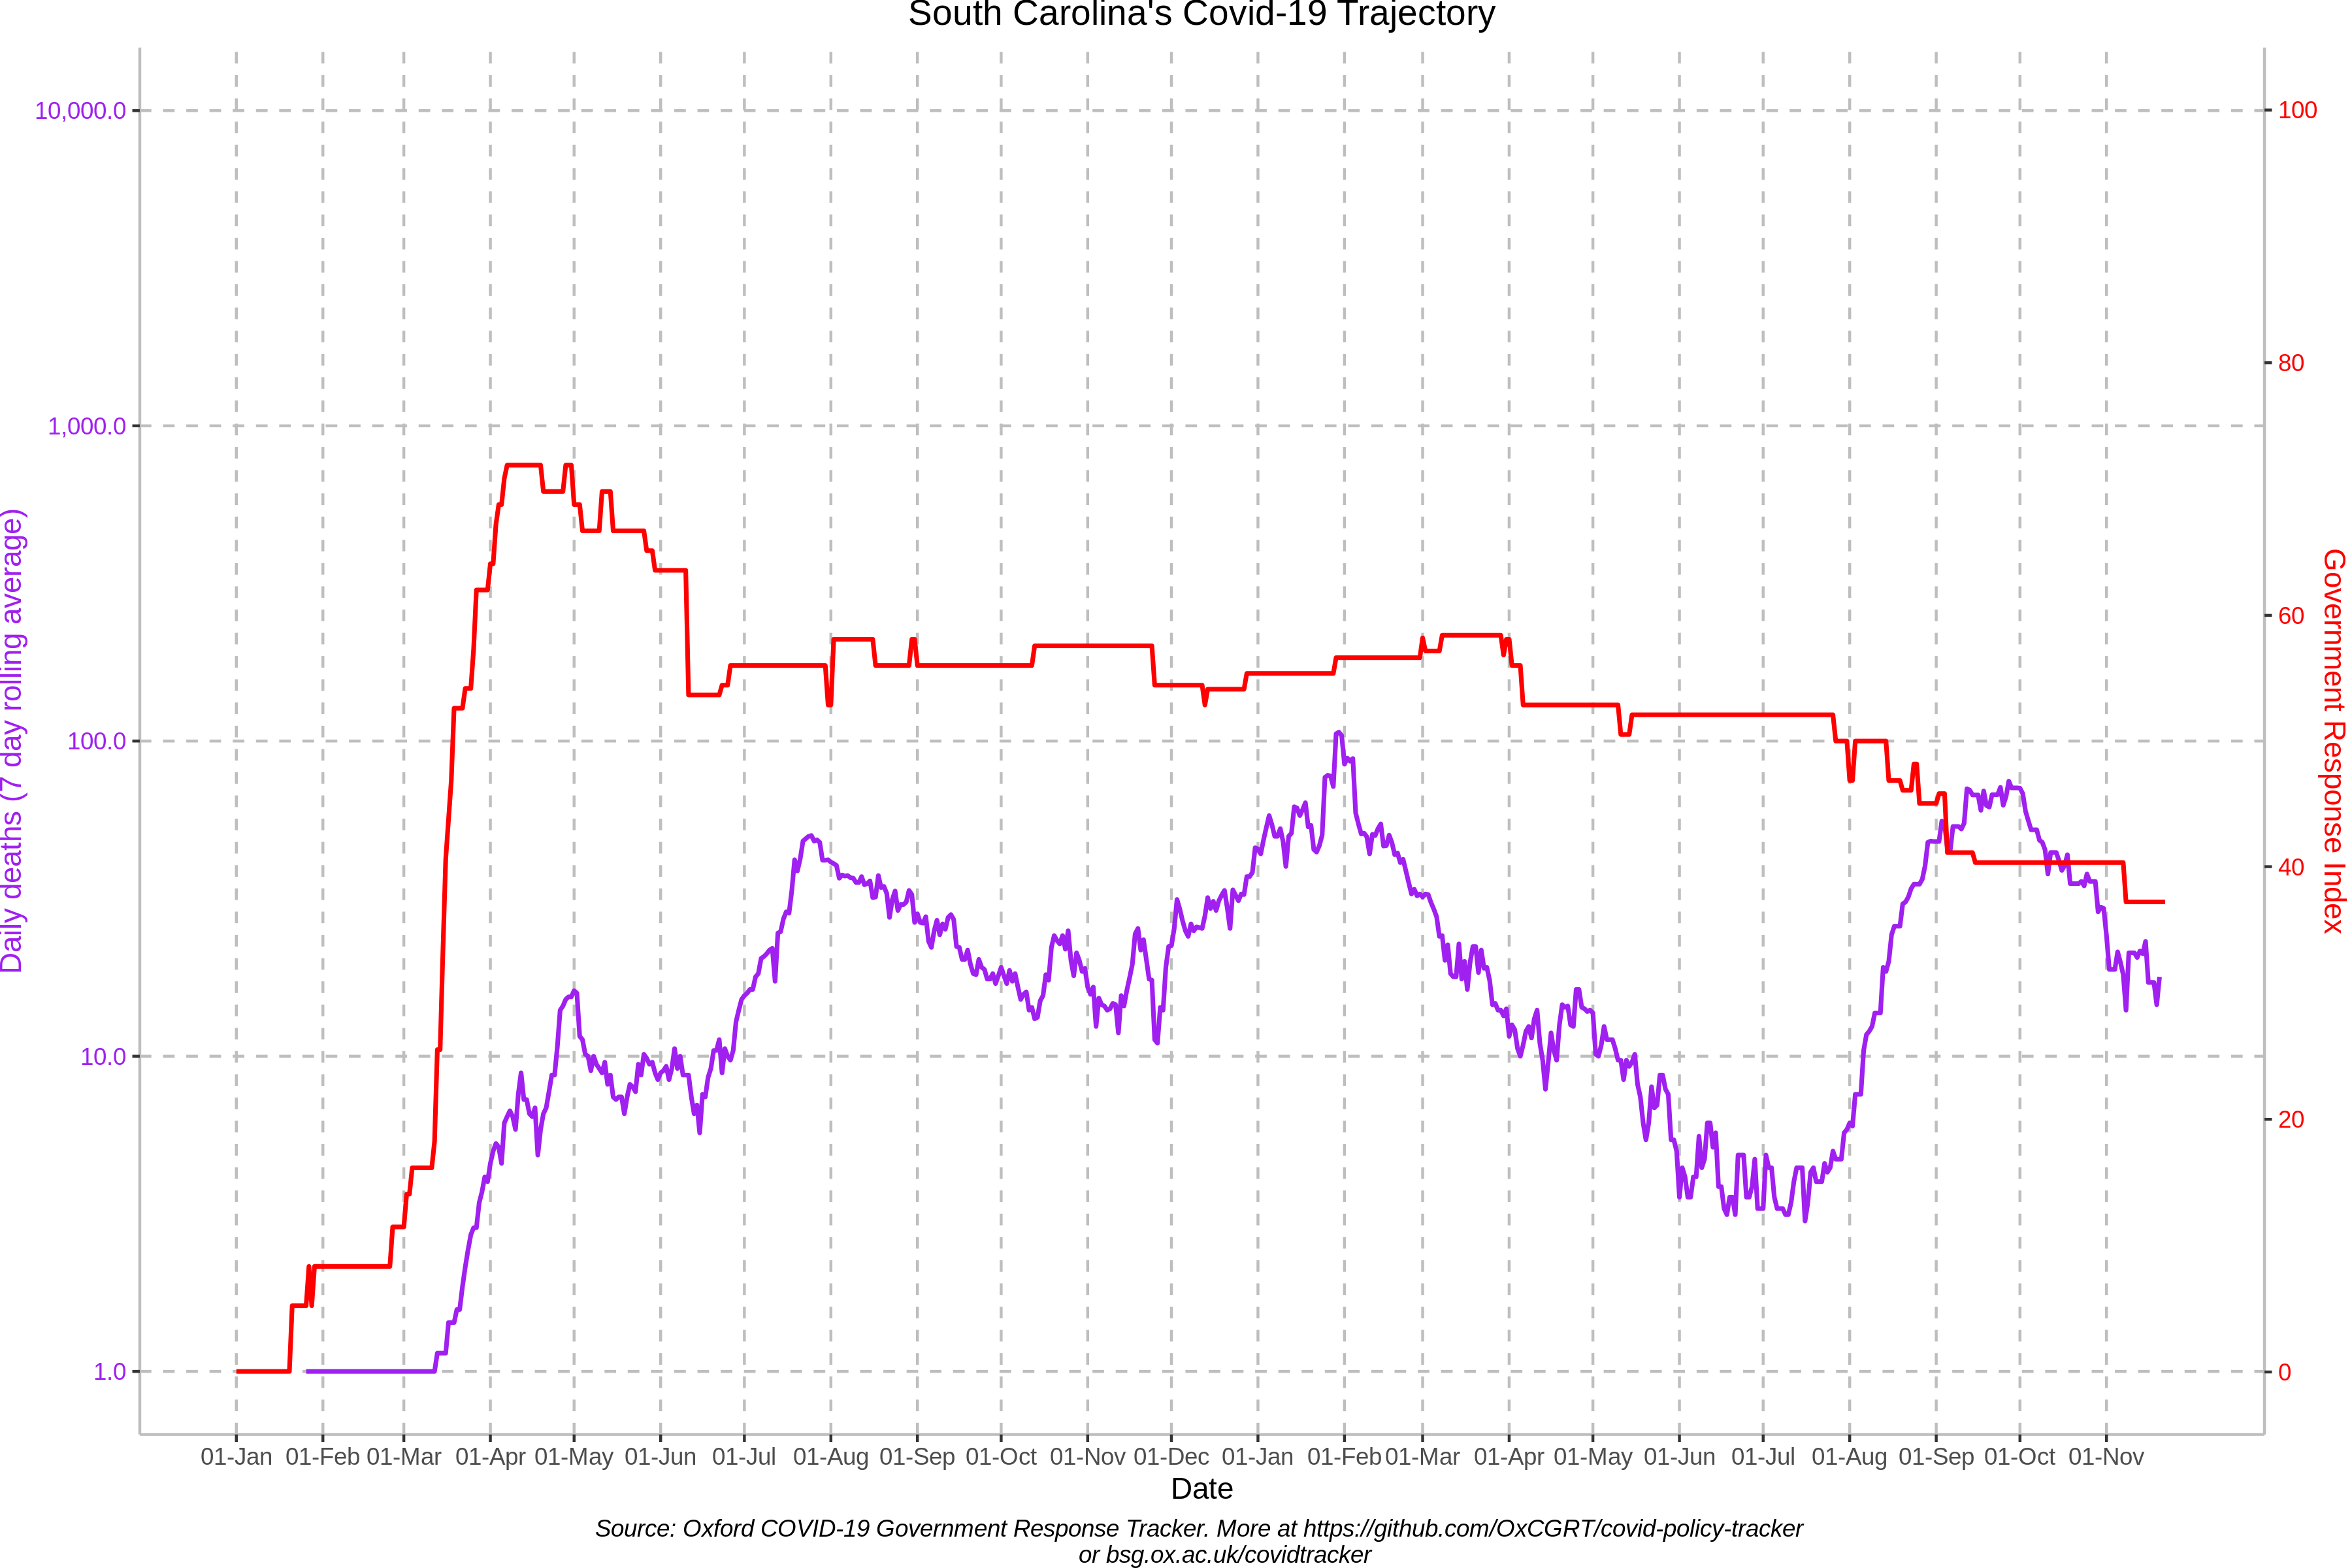 South Carolina's Covid-19 Trajectory
10,000.0
1,000.0
100.0
10.0
1.0
Daily deaths (7 day rolling average)
100
80
60
40
20
0
Government Response Index
01-Jan 01-Feb 01-Mar 01-Apr 01-May 01-Jun 01-Jul 01-Aug 01-Sep 01-Oct 01-Nov 01-Dec 01-Jan 01-Feb 01-Mar 01-Apr 01-May 01-Jun 01-Jul 01-Aug 01-Sep 01-Oct 01-Nov
Date
Source: Oxford COVID-19 Government Response Tracker. More at https://github.com/OxCGRT/covid-policy-tracker
or bsg.ox.ac.uk/covidtracker